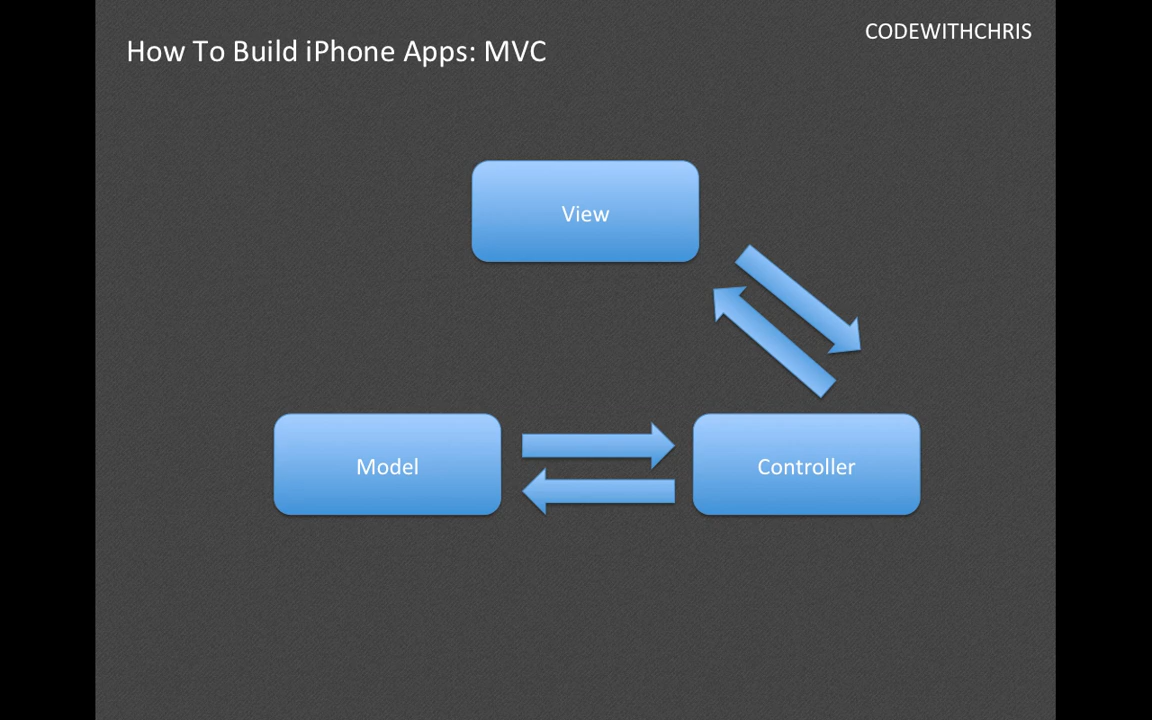 How To Build iPhone Apps: MVC
CODEWITHCHRIS
View
Model
Controller